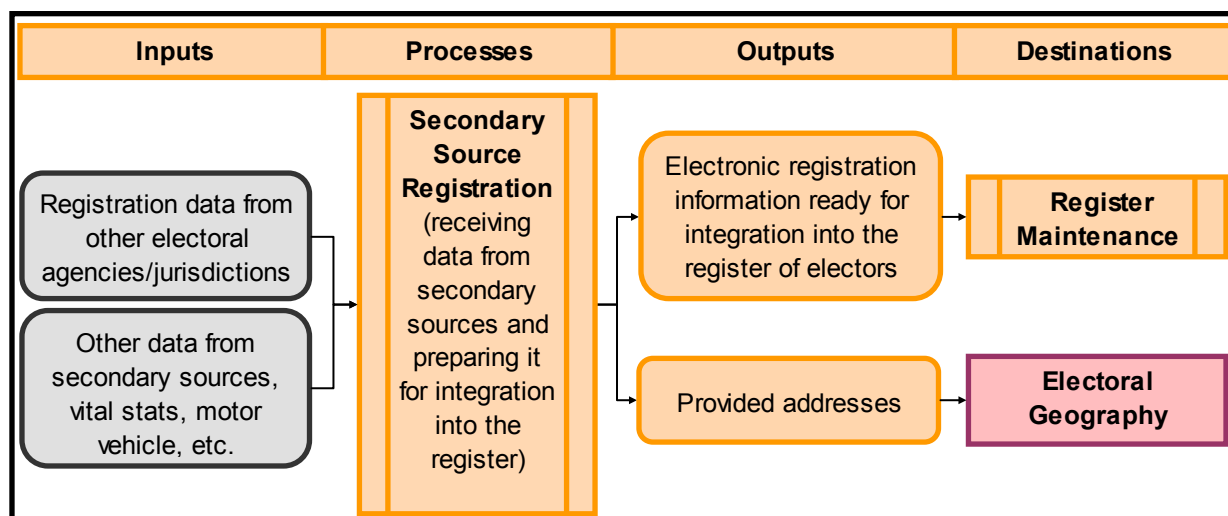 Inputs
Processes
Outputs
Destinations
Registration data from
other electoral
agencies/jurisdictions
Other data from
secondary sources,
vital stats, motor
vehicle, etc.
Secondary
Source
Registration
(receiving
data from
secondary
sources and
preparing it
for integration
into the
register)
Electronic registration
information ready for
integration into the
register of electors
Provided addresses
Register
Maintenance
Electoral
Geography